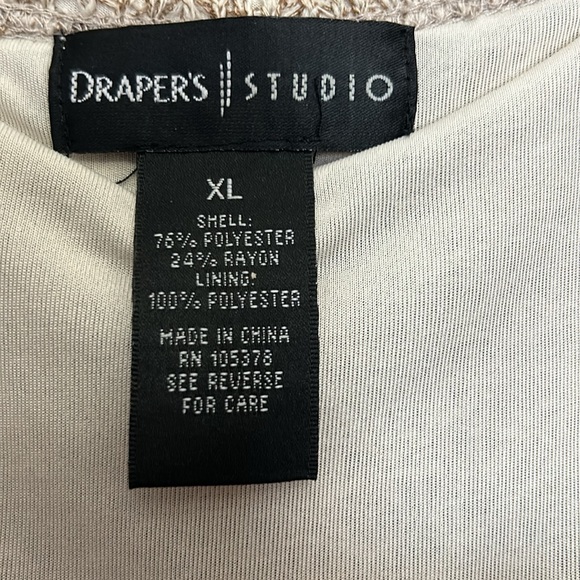 DRAPER'S STUDIO
XL
SHELL:
76% POLYESTER
24% RAYON
LINING:
100% POLYESTER
MADE IN CHINA
RN 105378
SEE REVERSE
FOR CARE